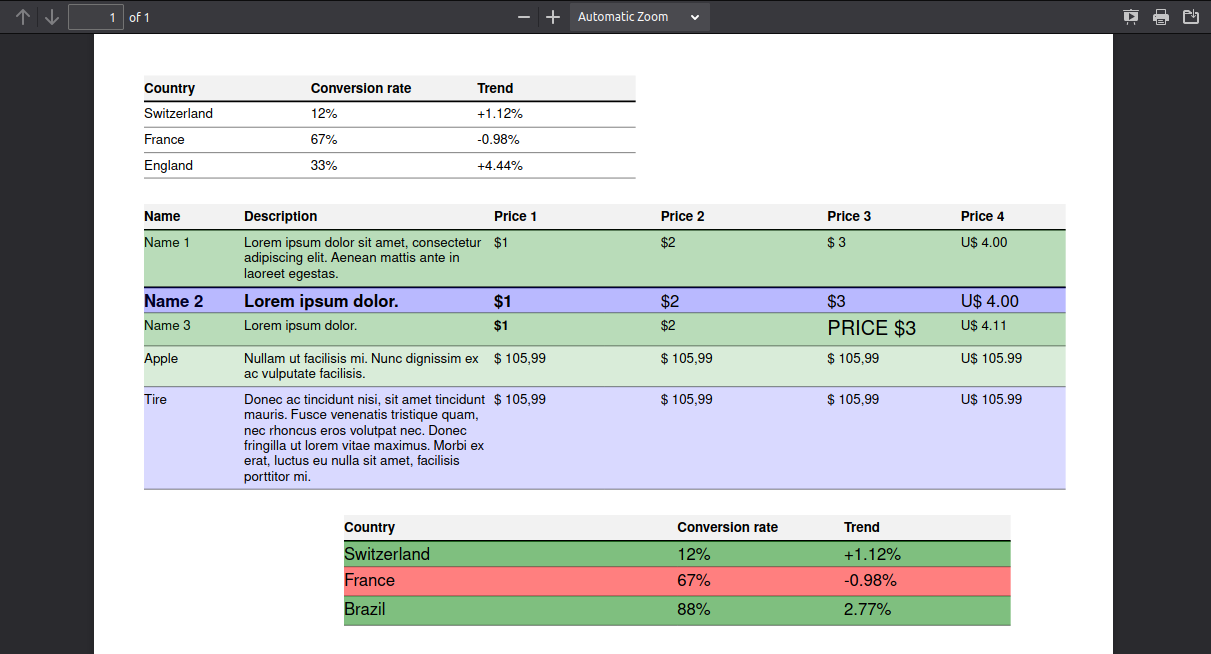 1 of 1 Automatic Zoom
Country Conversion rate Trend
Switzerland 12% +1.12%
France 67% -0.98%
England 33% +4.44%
Name Description Price 1 Price 2 Price 3 Price 4
Name 1 Lorem ipsum dolor sit amet, consectetur $1 $2 $ 3 U$ 4.00
adipiscing elit. Aenean mattis ante in
laoreet egestas.
Name 2 Lorem ipsum dolor. $1 $2 $3 U$ 4.00
Name 3 Lorem ipsum dolor. $1 $2 PRICE $3 U$ 4.11
Apple Nullam ut facilisis mi. Nunc dignissim ex $ 105,99 $ 105,99 $ 105,99 U$ 105.99
ac vulputate facilisis.
Tire Donec ac tincidunt nisi, sit amet tincidunt $ 105,99 $ 105,99 $ 105,99 U$ 105.99
mauris. Fusce venenatis tristique quam,
nec rhoncus eros volutpat nec. Donec
fringilla ut lorem vitae maximus. Morbi ex
erat, luctus eu nulla sit amet, facilisis
porttitor mi.
Country Conversion rate Trend
Switzerland 12% +1.12%
France 67% -0.98%
Brazil 88% 2.77%